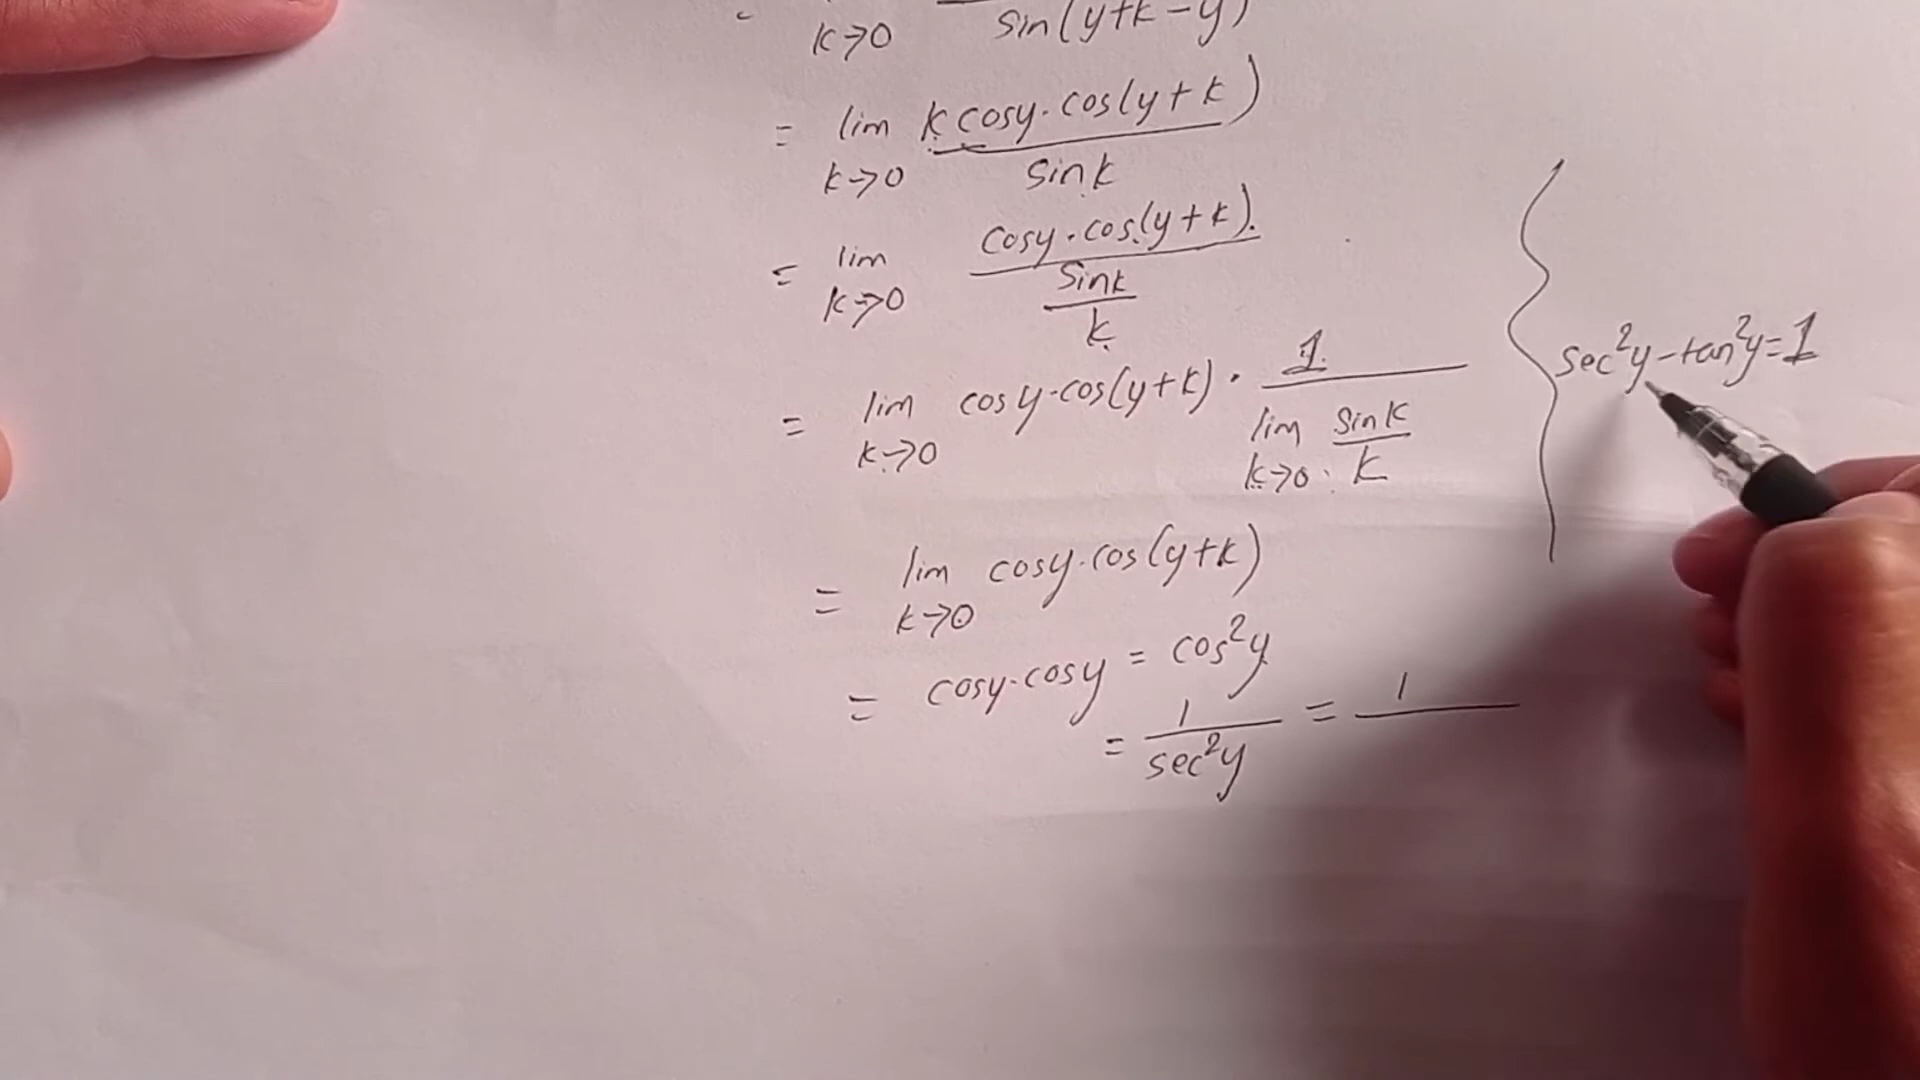 k→0 sin(y+k-y)
= lim k cosy·cos(y+k)
k→0 sink
= lim cosy·cos(y+k)
k→0 sink
k
sec²y-tan²y=1
= lim cosy·cos(y+k) · 1
k→0 lim sink
k→0 k
= lim cosy·cos(y+k)
k→0
= cosy·cosy = cos²y
= 1 = 1
sec²y